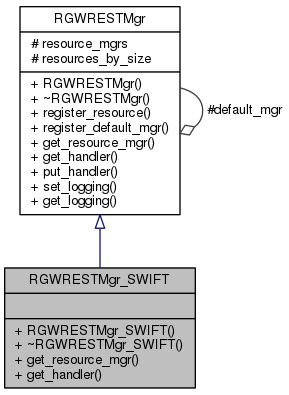 RGWRESTMgr
# resource_mgrs
# resources_by_size
+ RGWRESTMgr()
+ ~RGWRESTMgr()
+ register_resource()
+ register_default_mgr()
+ get_resource_mgr()
+ get_handler()
+ put_handler()
+ set_logging()
+ get_logging()
#default_mgr
RGWRESTMgr_SWIFT
+ RGWRESTMgr_SWIFT()
+ ~RGWRESTMgr_SWIFT()
+ get_resource_mgr()
+ get_handler()